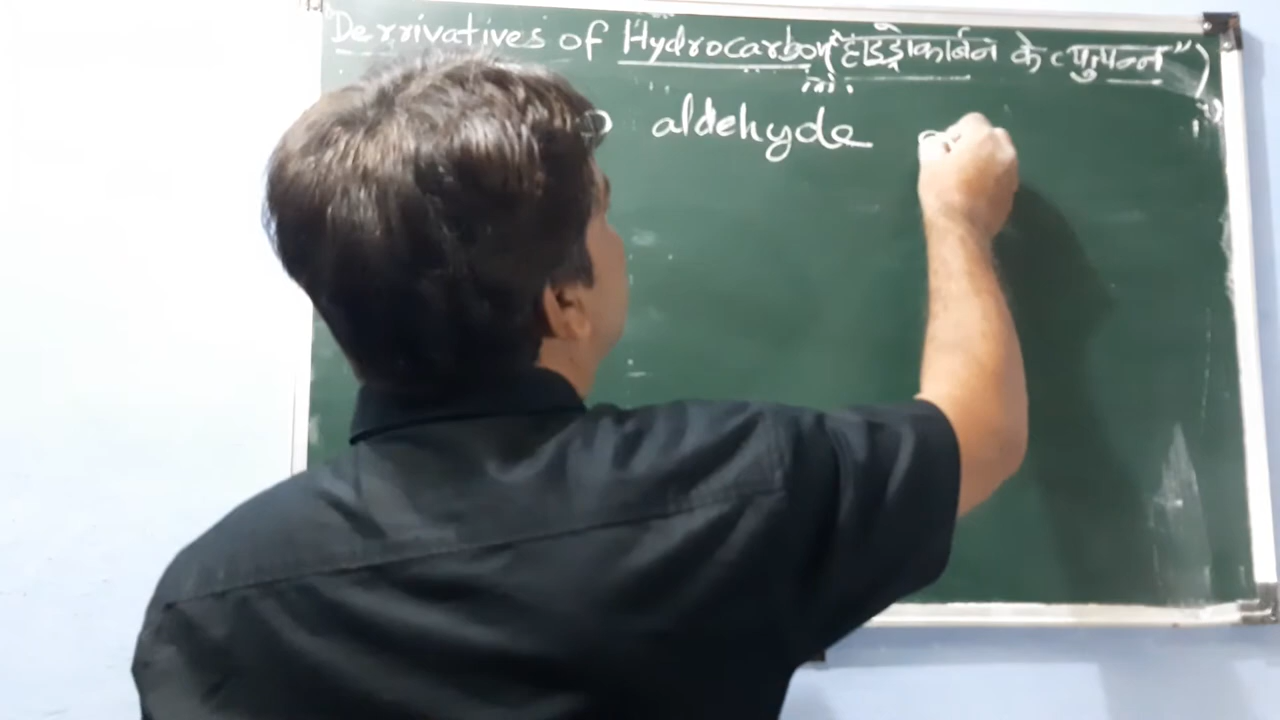 Derrivatives of Hydrocarbon (हाइड्रोकार्बन के व्युत्पन्न")
aldehyde